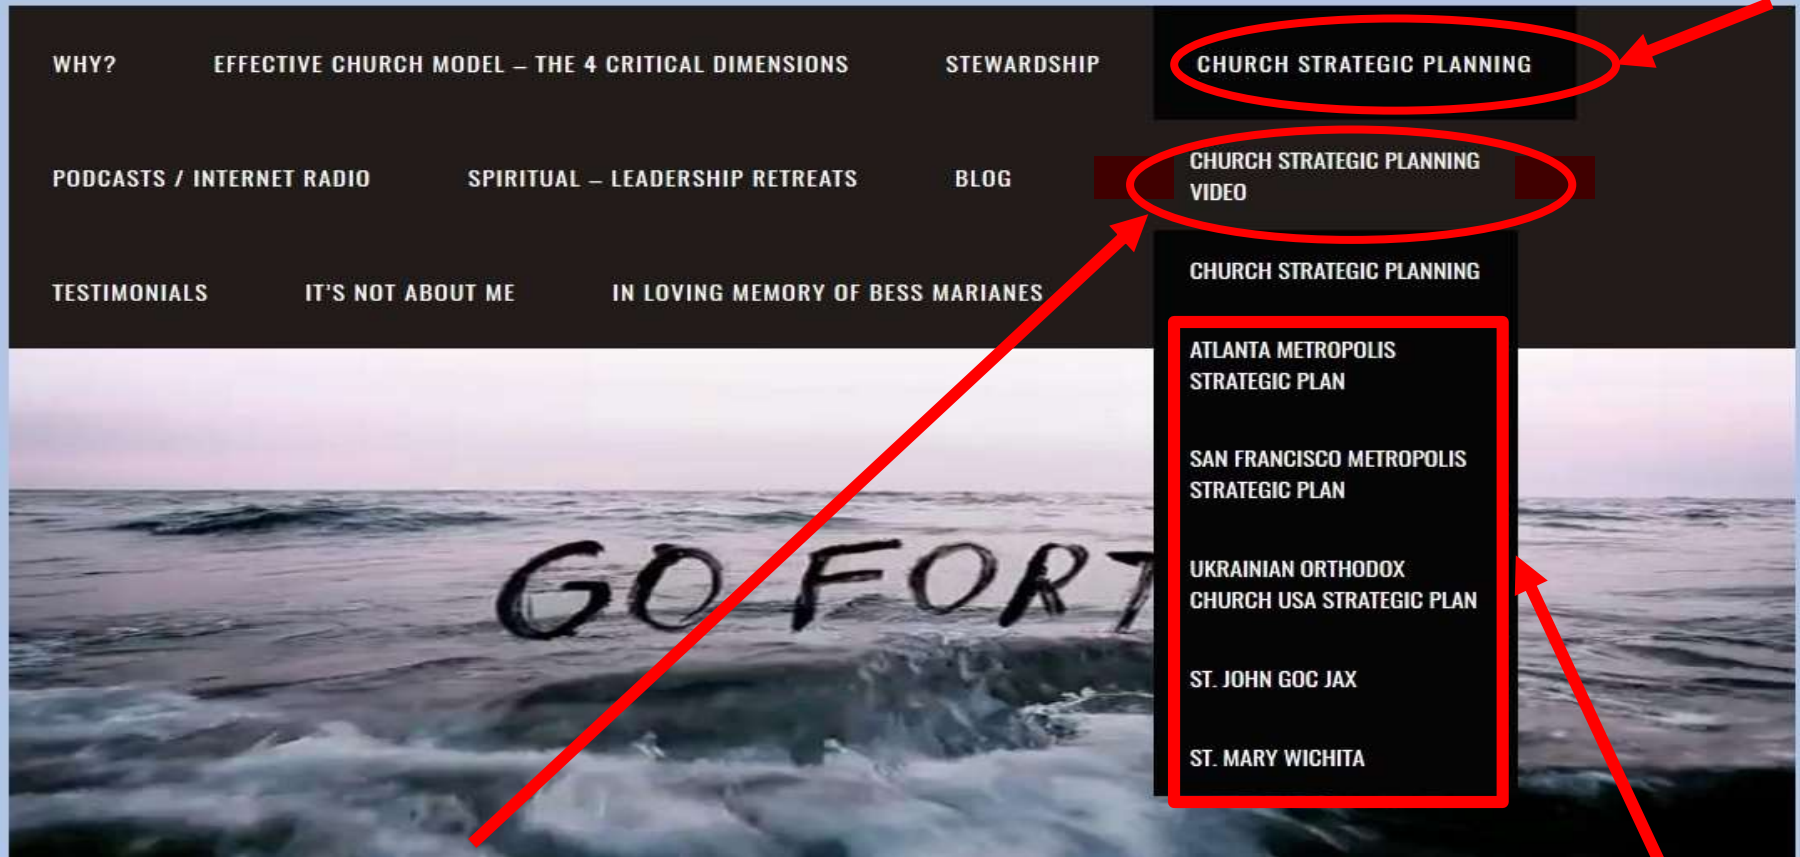 WHY? EFFECTIVE CHURCH MODEL – THE 4 CRITICAL DIMENSIONS STEWARDSHIP CHURCH STRATEGIC PLANNING
PODCASTS / INTERNET RADIO SPIRITUAL – LEADERSHIP RETREATS BLOG
TESTIMONIALS IT'S NOT ABOUT ME IN LOVING MEMORY OF BESS MARIANES
CHURCH STRATEGIC PLANNING
VIDEO
CHURCH STRATEGIC PLANNING
ATLANTA METROPOLIS
STRATEGIC PLAN
SAN FRANCISCO METROPOLIS
STRATEGIC PLAN
UKRAINIAN ORTHODOX
CHURCH USA STRATEGIC PLAN
ST. JOHN GOC JAX
ST. MARY WICHITA
GO FORT